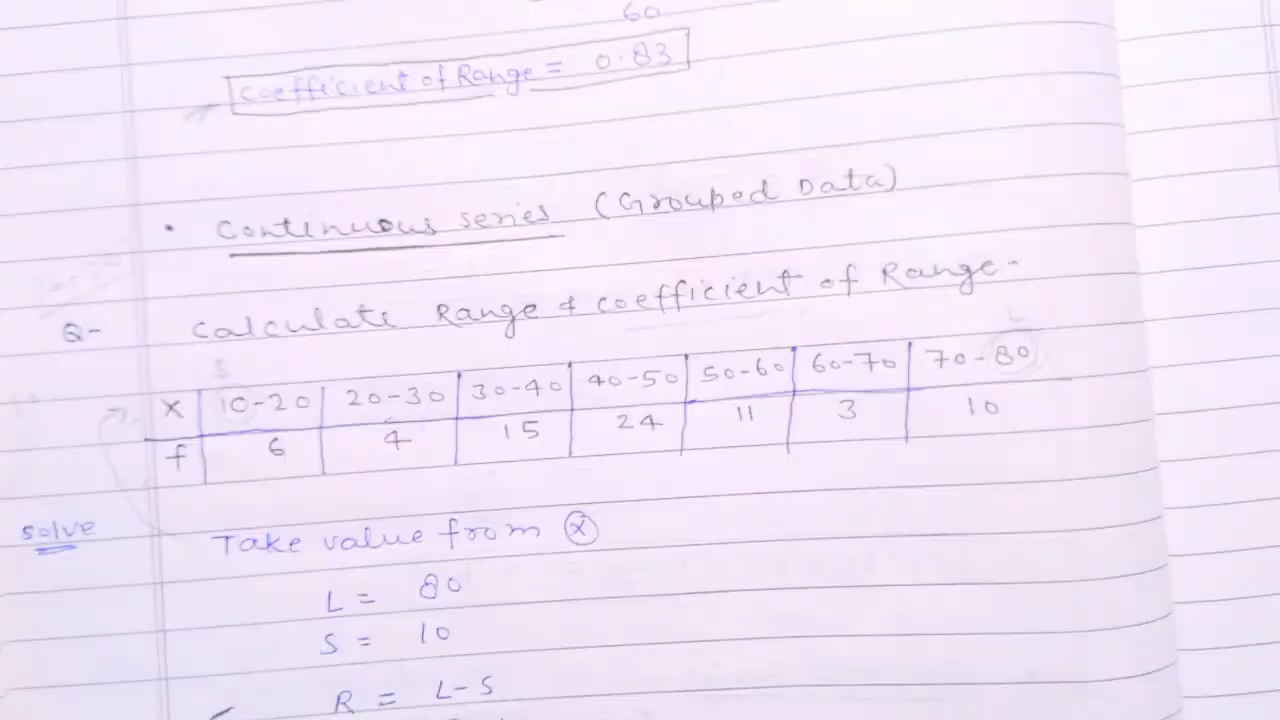 60
Coefficient of Range = 0.83
• Continuous series (Grouped Data)
Q- Calculate Range & coefficient of Range.
S L
X 10-20 20-30 30-40 40-50 50-60 60-70 70-80
f 6 4 15 24 11 3 10
Solve Take value from X
L = 80
S = 10
R = L-S